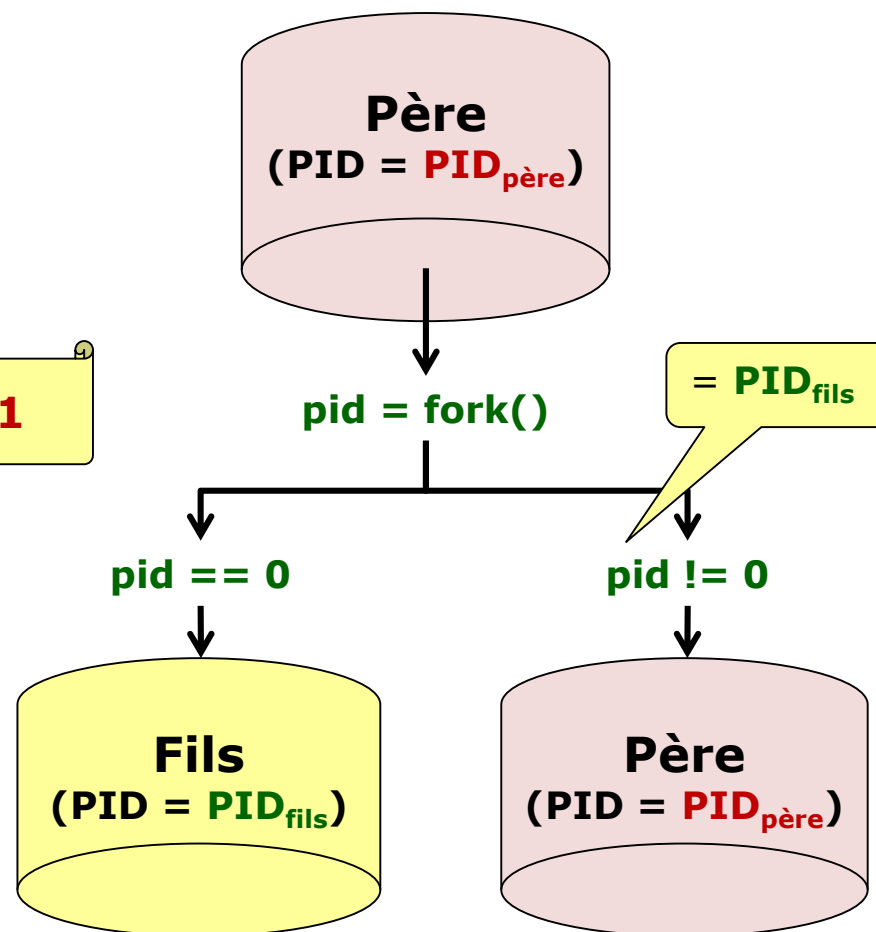 Père
(PID = PIDpère)
1
pid = fork()
= PIDfils
pid == 0
pid != 0
Fils
(PID = PIDfils)
Père
(PID = PIDpère)